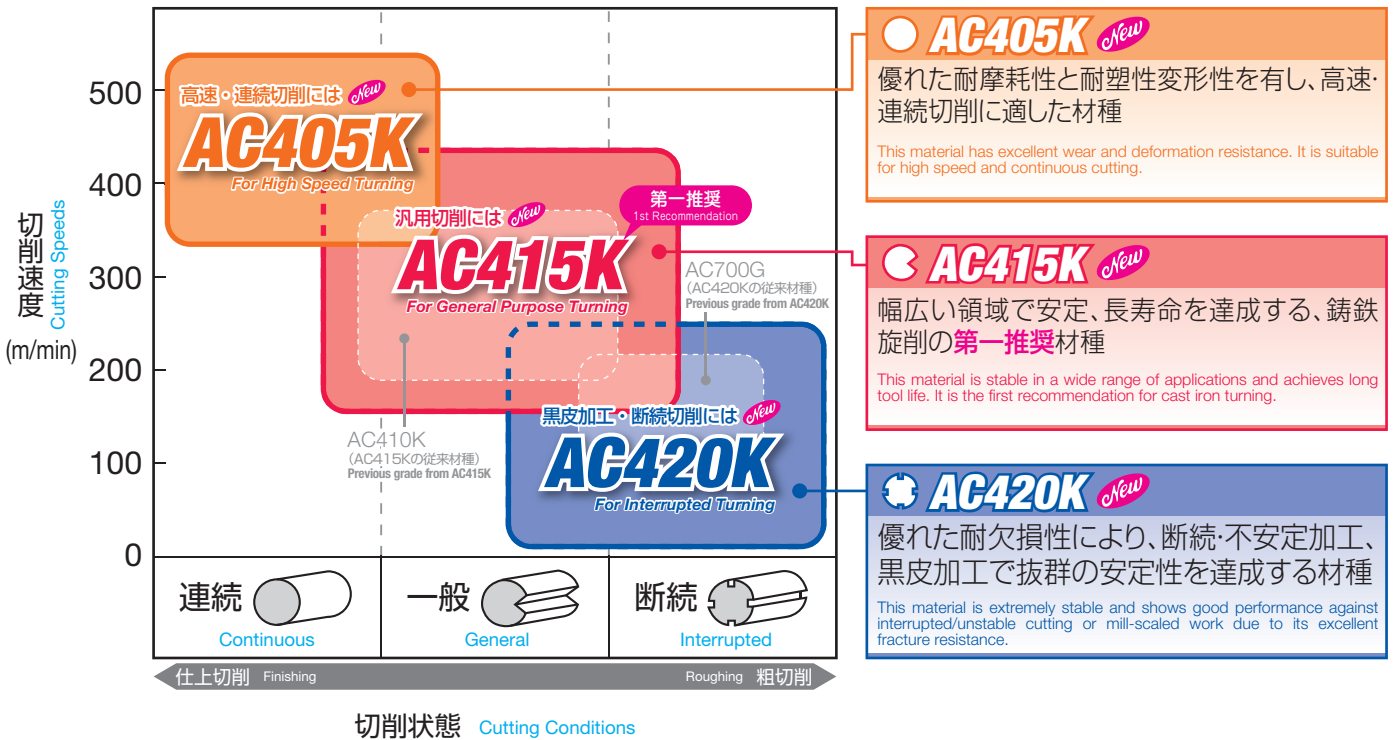 500
400
300
200
100
0
切削速度
Cutting Speeds
(m/min)
高速・連続切削には New
AC405K
For High Speed Turning
第一推奨
1st Recommendation
汎用切削には New
AC415K
For General Purpose Turning
AC700G
(AC420Kの従来材種)
Previous grade from AC420K
AC410K
(AC415Kの従来材種)
Previous grade from AC415K
黒皮加工・断続切削には New
AC420K
For Interrupted Turning
連続
Continuous
一般
General
断続
Interrupted
仕上切削 Finishing
Roughing 粗切削
切削状態 Cutting Conditions
AC405K New
優れた耐摩耗性と耐塑性変形性を有し、高速・
連続切削に適した材種
This material has excellent wear and deformation resistance. It is suitable
for high speed and continuous cutting.
AC415K New
幅広い領域で安定、長寿命を達成する、鋳鉄
旋削の第一推奨材種
This material is stable in a wide range of applications and achieves long
tool life. It is the first recommendation for cast iron turning.
AC420K New
優れた耐欠損性により、断続・不安定加工、
黒皮加工で抜群の安定性を達成する材種
This material is extremely stable and shows good performance against
interrupted/unstable cutting or mill-scaled work due to its excellent
fracture resistance.